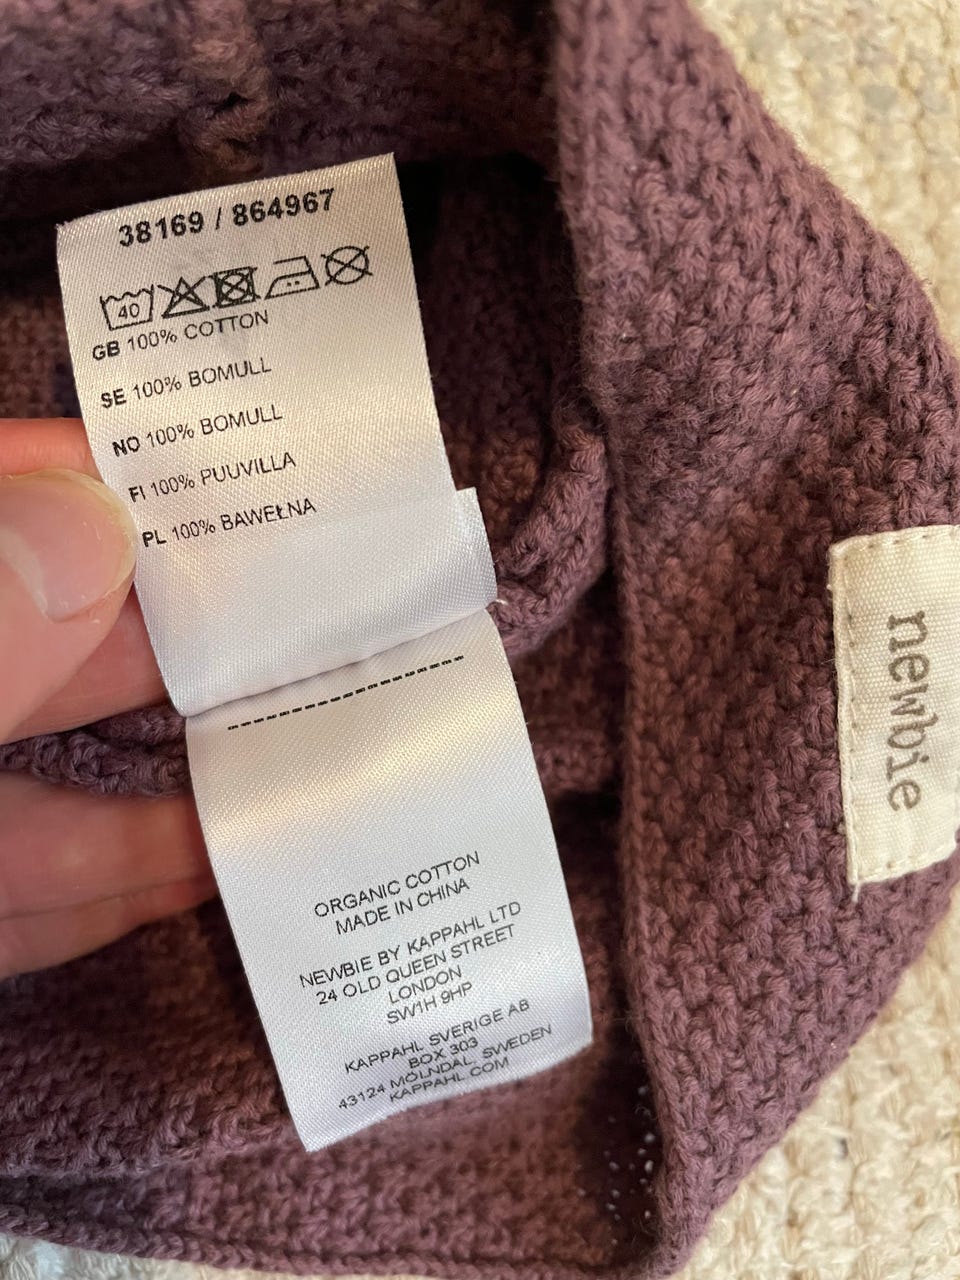 38169 / 864967
40
GB 100% COTTON
SE 100% BOMULL
NO 100% BOMULL
FI 100% PUUVILLA
PL 100% BAWEŁNA
ORGANIC COTTON
MADE IN CHINA
NEWBIE BY KAPPAHL LTD
24 OLD QUEEN STREET
LONDON
SW1H 9HP
KAPPAHL SVERIGE AB
BOX 303
43124 MÖLNDAL SWEDEN
KAPPAHL.COM
newbie